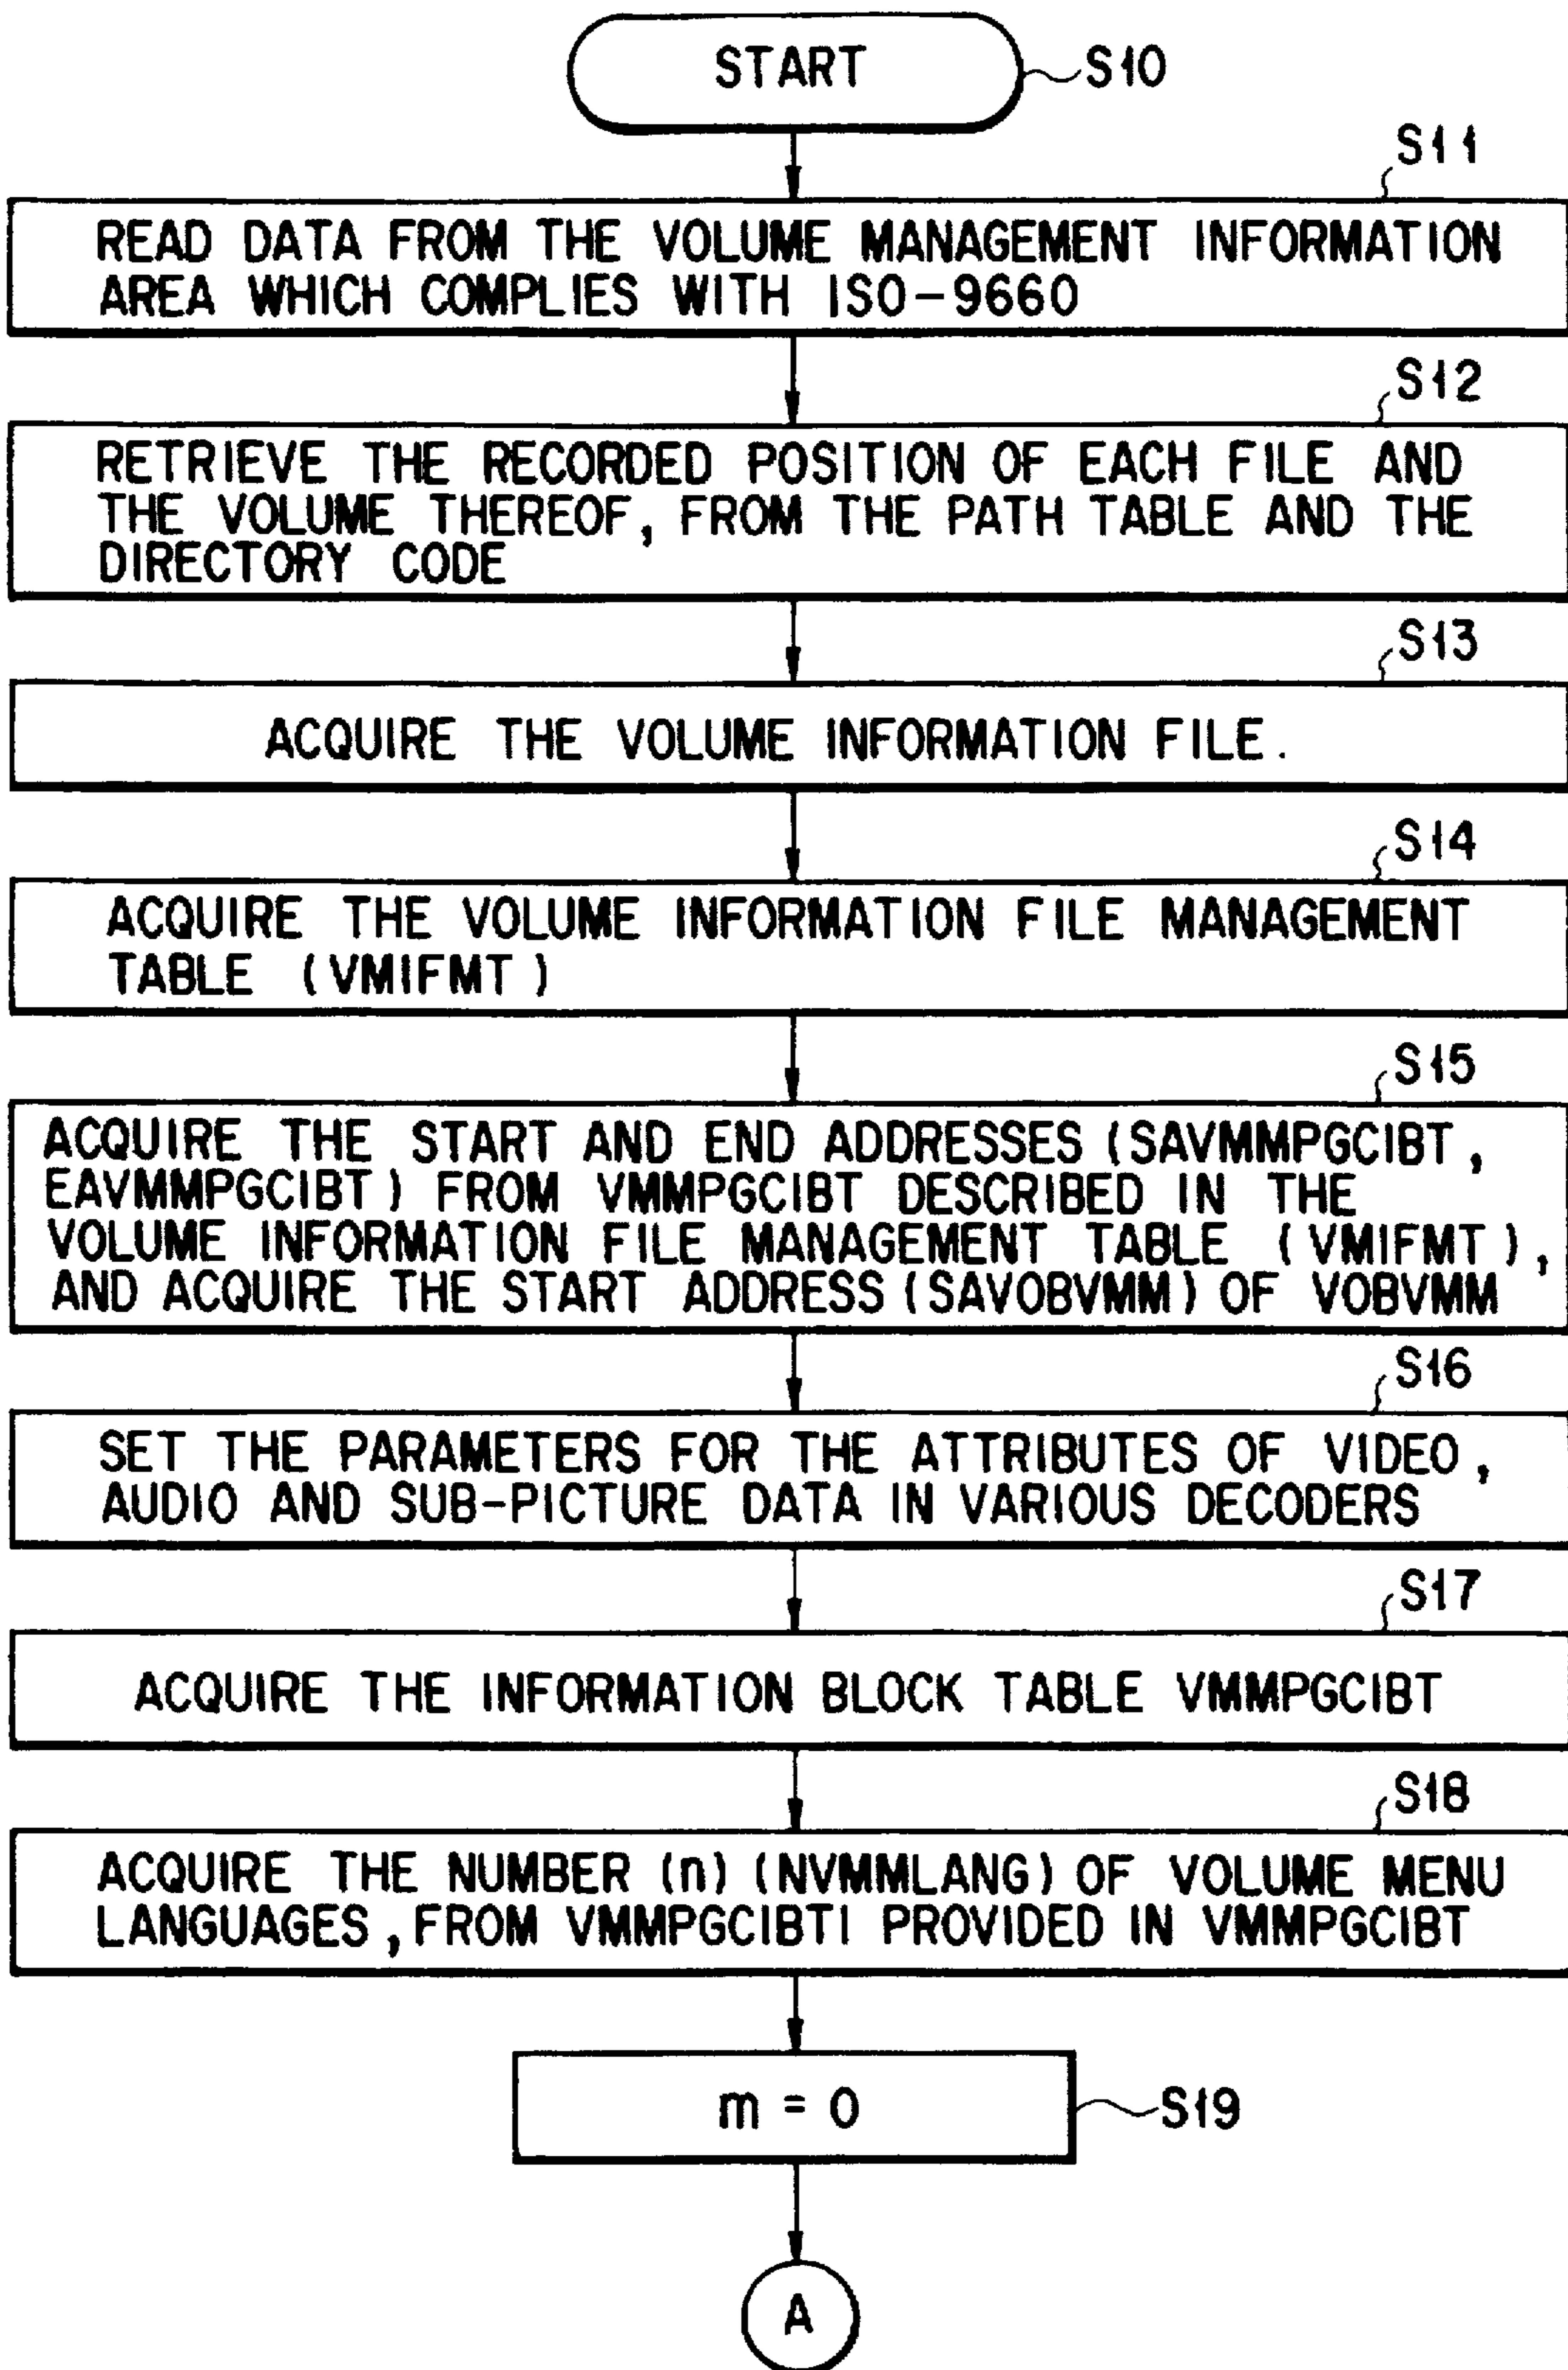 START
S10
S11
READ DATA FROM THE VOLUME MANAGEMENT INFORMATION
AREA WHICH COMPLIES WITH ISO-9660
S12
RETRIEVE THE RECORDED POSITION OF EACH FILE AND
THE VOLUME THEREOF, FROM THE PATH TABLE AND THE
DIRECTORY CODE
S13
ACQUIRE THE VOLUME INFORMATION FILE.
S14
ACQUIRE THE VOLUME INFORMATION FILE MANAGEMENT
TABLE (VMIFMT)
S15
ACQUIRE THE START AND END ADDRESSES (SAVMMPGCIBT,
EAVMMPGCIBT) FROM VMMPGCIBT DESCRIBED IN THE
VOLUME INFORMATION FILE MANAGEMENT TABLE (VMIFMT),
AND ACQUIRE THE START ADDRESS (SAVOBVMM) OF VOBVMM
S16
SET THE PARAMETERS FOR THE ATTRIBUTES OF VIDEO,
AUDIO AND SUB-PICTURE DATA IN VARIOUS DECODERS
S17
ACQUIRE THE INFORMATION BLOCK TABLE VMMPGCIBT
S18
ACQUIRE THE NUMBER (n) (NVMMLANG) OF VOLUME MENU
LANGUAGES, FROM VMMPGCIBTI PROVIDED IN VMMPGCIBT
m = 0
S19
A